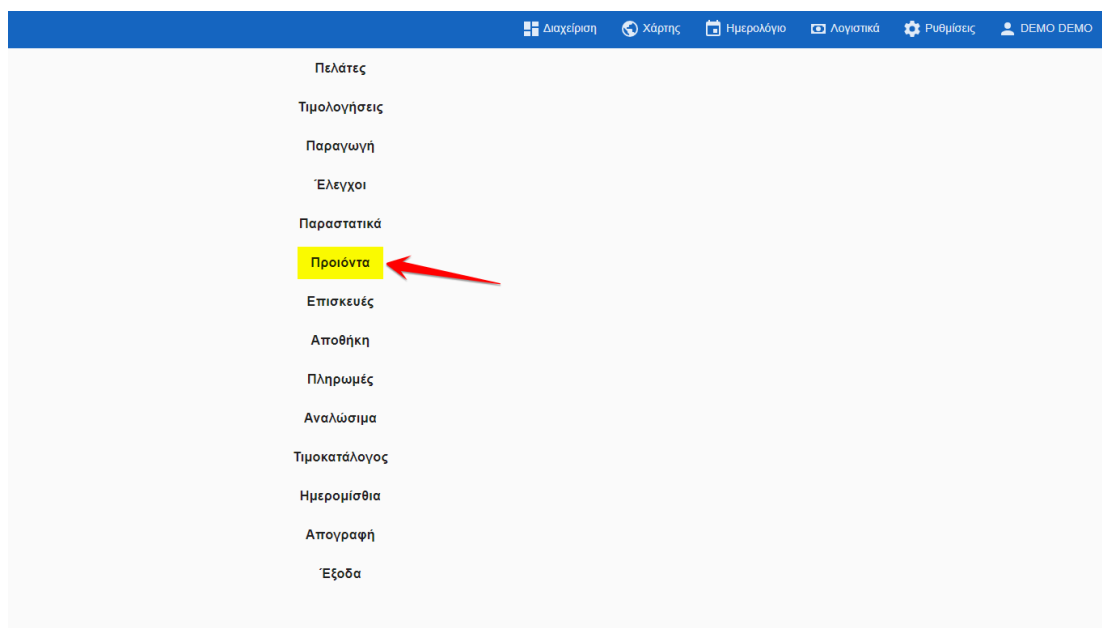 Διαχείριση Χάρτης Ημερολόγιο Λογιστικά Ρυθμίσεις DEMO DEMO
Πελάτες
Τιμολογήσεις
Παραγωγή
Έλεγχοι
Παραστατικά
Προιόντα
Επισκευές
Αποθήκη
Πληρωμές
Αναλώσιμα
Τιμοκατάλογος
Ημερομίσθια
Απογραφή
Έξοδα